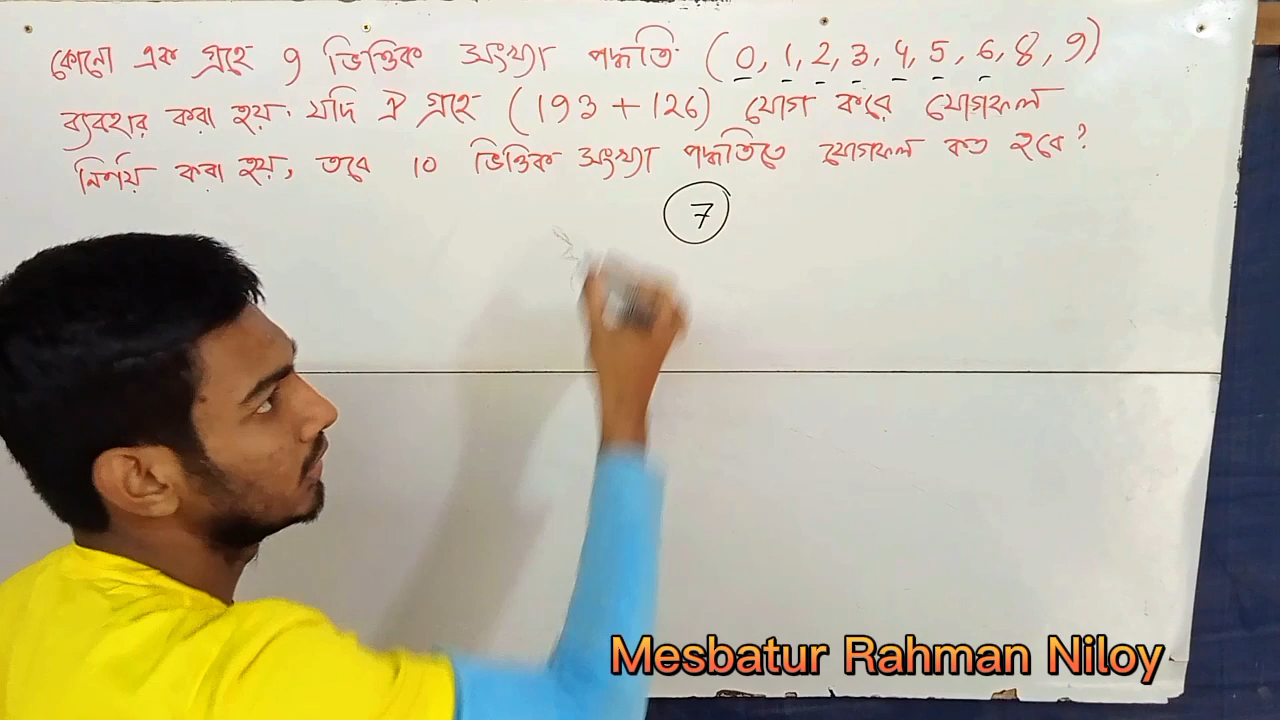 কোনো এক গ্রহে 9 ভিত্তিক সংখ্যা পদ্ধতি (0, 1, 2, 3, 4, 5, 6, 8, 9)
ব্যবহার করা হয়. যদি ঐ গ্রহে (193 + 126) যোগ করে যোগফল
নির্ণয় করা হয়, তবে 10 ভিত্তিক সংখ্যা পদ্ধতিতে যোগফল কত হবে?
7
Mesbatur Rahman Niloy